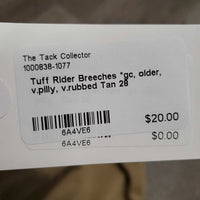 The Tack Collector
1000838-1077
Tuff Rider Breeches *gc, older,
v.pilly, v.rubbed Tan 28
$20.00
6A4VE6
$0.00
6A4VE6